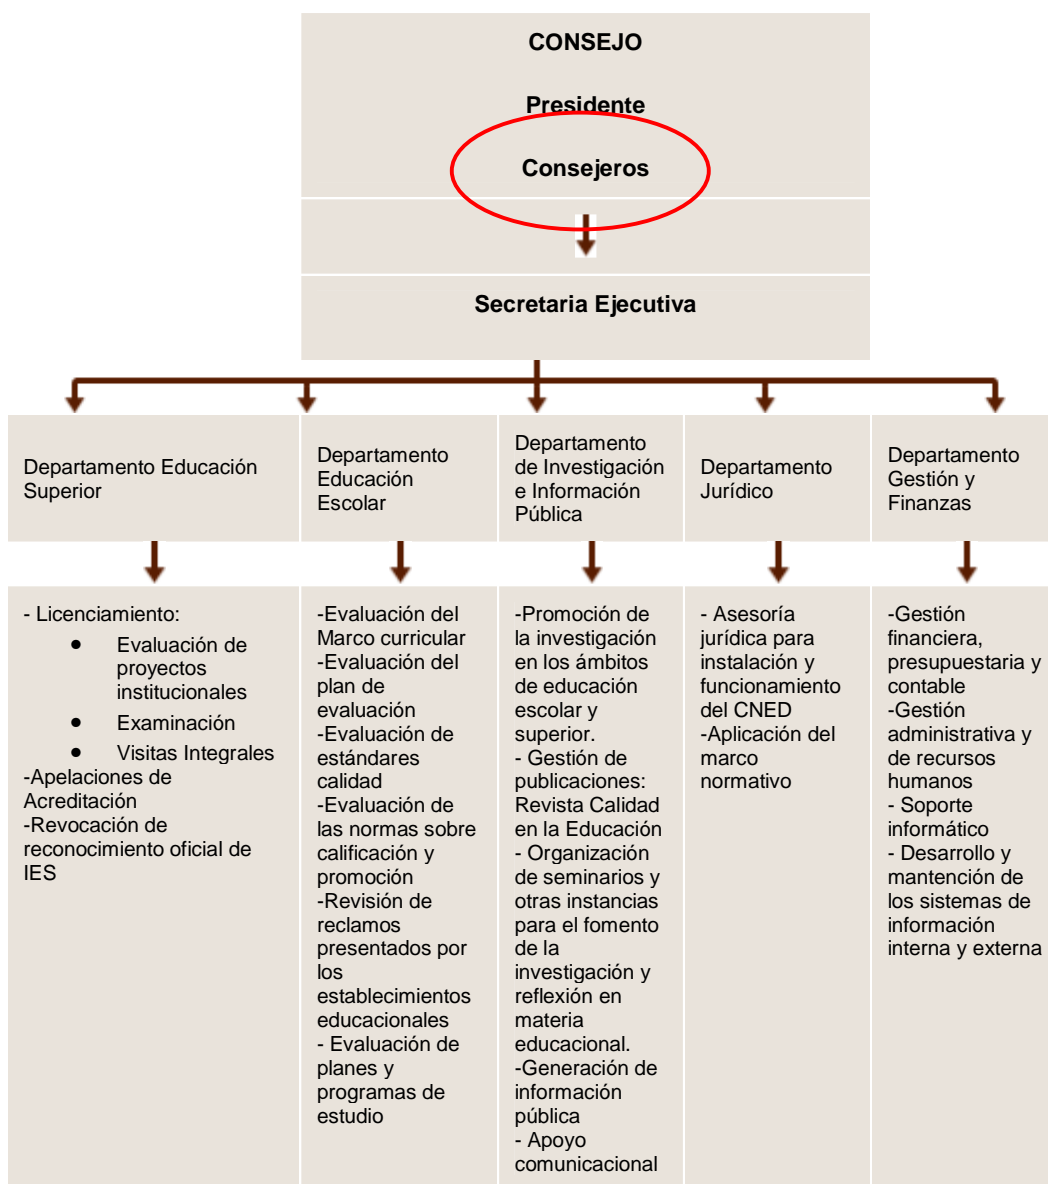 CONSEJO
Presidente
Consejeros
Secretaria Ejecutiva
Departamento Educación
Superior
Departamento
Educación
Escolar
Departamento
de Investigación
e Información
Pública
Departamento
Jurídico
Departamento
Gestión y
Finanzas
- Licenciamiento:
• Evaluación de
proyectos
institucionales
• Examinación
• Visitas Integrales
-Apelaciones de
Acreditación
-Revocación de
reconocimiento oficial de
IES
-Evaluación del
Marco curricular
-Evaluación del
plan de
evaluación
-Evaluación de
estándares
calidad
-Evaluación de
las normas sobre
calificación y
promoción
-Revisión de
reclamos
presentados por
los
establecimientos
educacionales
- Evaluación de
planes y
programas de
estudio
-Promoción de
la investigación
en los ámbitos
de educación
escolar y
superior.
- Gestión de
publicaciones:
Revista Calidad
en la Educación
- Organización
de seminarios y
otras instancias
para el fomento
de la
investigación y
reflexión en
materia
educacional.
-Generación de
información
pública
- Apoyo
comunicacional
- Asesoría
jurídica para
instalación y
funcionamiento
del CNED
-Aplicación del
marco
normativo
-Gestión
financiera,
presupuestaria y
contable
-Gestión
administrativa y
de recursos
humanos
- Soporte
informático
- Desarrollo y
mantención de
los sistemas de
información
interna y externa